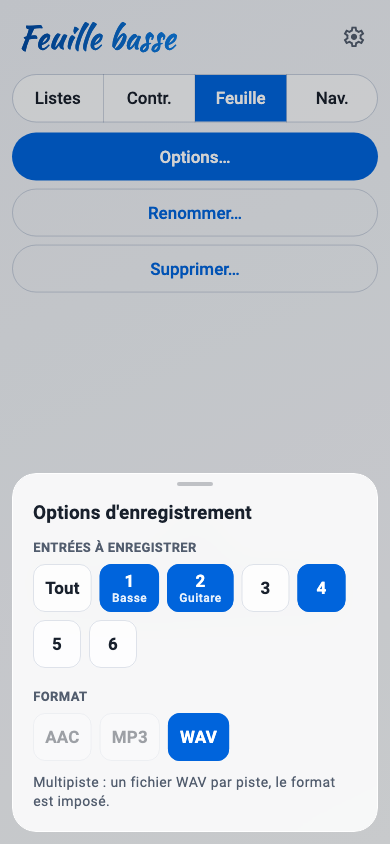 Feuille basse
Listes
Contr.
Feuille
Nav.
Options…
Renommer…
Supprimer…
Options d'enregistrement
ENTRÉES À ENREGISTRER
Tout
1
Basse
2
Guitare
3
4
5
6
FORMAT
AAC
MP3
WAV
Multipiste : un fichier WAV par piste, le format
est imposé.